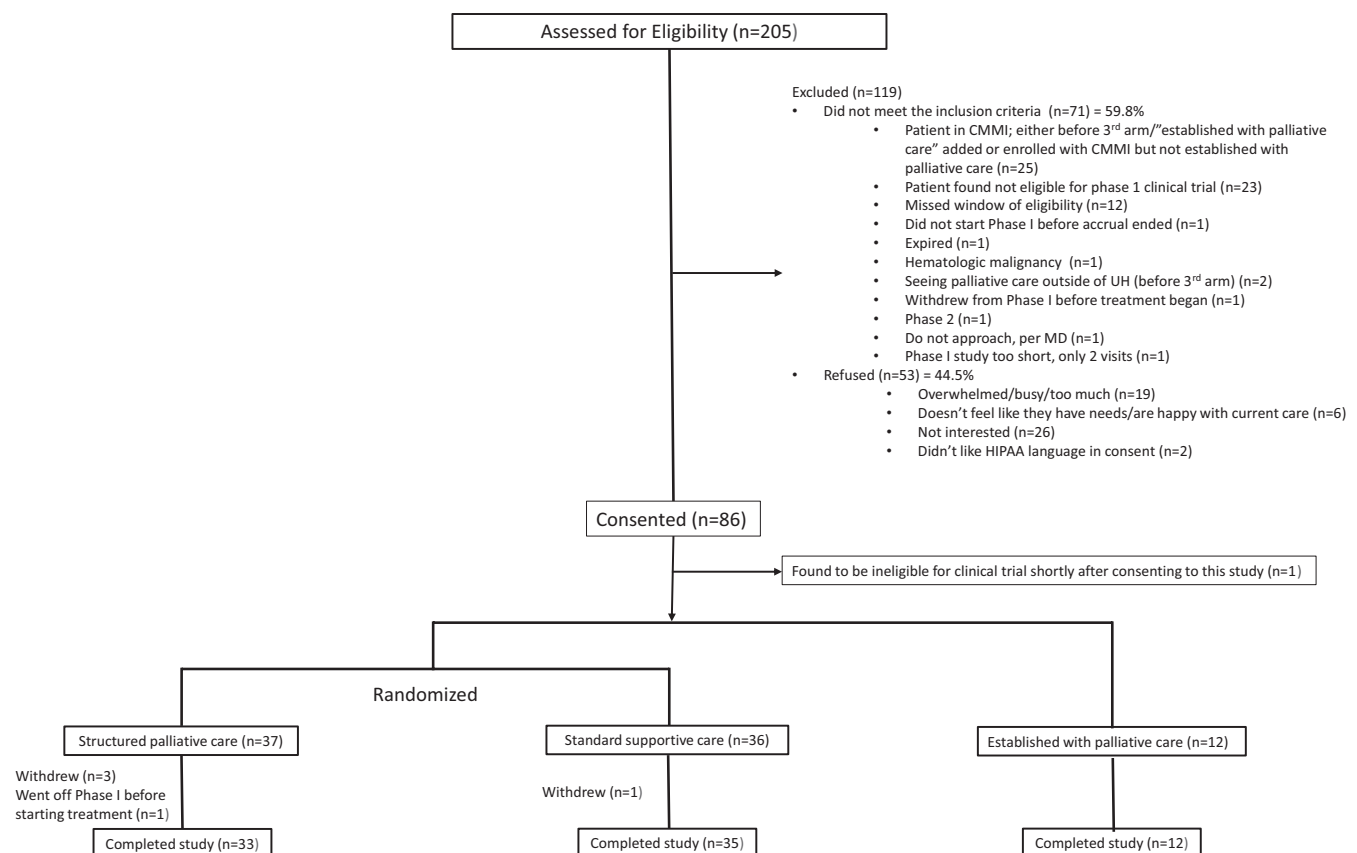 Assessed for Eligibility (n=205)
Excluded (n=119)
• Did not meet the inclusion criteria (n=71) = 59.8%
• Patient in CMMI; either before 3rd arm/”established with palliative
care” added or enrolled with CMMI but not established with
palliative care (n=25)
• Patient found not eligible for phase 1 clinical trial (n=23)
• Missed window of eligibility (n=12)
• Did not start Phase I before accrual ended (n=1)
• Expired (n=1)
• Hematologic malignancy (n=1)
• Seeing palliative care outside of UH (before 3rd arm) (n=2)
• Withdrew from Phase I before treatment began (n=1)
• Phase 2 (n=1)
• Do not approach, per MD (n=1)
• Phase I study too short, only 2 visits (n=1)
• Refused (n=53) = 44.5%
• Overwhelmed/busy/too much (n=19)
• Doesn’t feel like they have needs/are happy with current care (n=6)
• Not interested (n=26)
• Didn’t like HIPAA language in consent (n=2)
Consented (n=86)
Found to be ineligible for clinical trial shortly after consenting to this study (n=1)
Randomized
Structured palliative care (n=37)
Standard supportive care (n=36)
Established with palliative care (n=12)
Withdrew (n=3)
Went off Phase I before
starting treatment (n=1)
Withdrew (n=1)
Completed study (n=33)
Completed study (n=35)
Completed study (n=12)